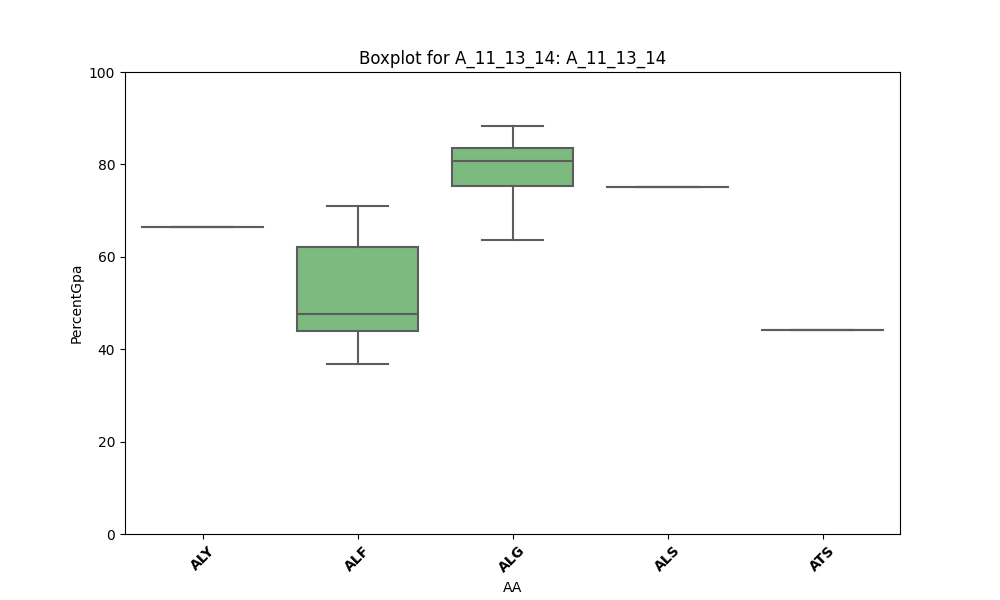 Boxplot for A_11_13_14: A_11_13_14
100
80
60
40
20
0
PercentGpa
ALY
ALF
ALG
ALS
ATS
AA